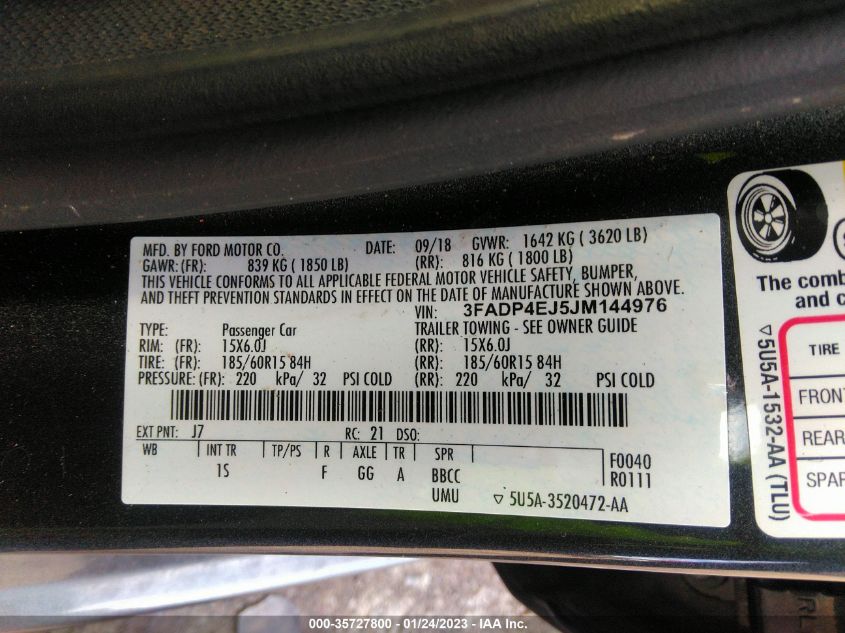 MFD. BY FORD MOTOR CO. DATE: 09/18 GVWR: 1642 KG ( 3620 LB)
GAWR:(FR): 839 KG ( 1850 LB) (RR): 816 KG ( 1800 LB)
THIS VEHICLE CONFORMS TO ALL APPLICABLE FEDERAL MOTOR VEHICLE SAFETY, BUMPER,
AND THEFT PREVENTION STANDARDS IN EFFECT ON THE DATE OF MANUFACTURE SHOWN ABOVE.
VIN: 3FADP4EJ5JM144976
TYPE: Passenger Car TRAILER TOWING - SEE OWNER GUIDE
RIM: (FR): 15X6.0J (RR): 15X6.0J
TIRE: (FR): 185/60R15 84H (RR): 185/60R15 84H
PRESSURE:(FR): 220 kPa/ 32 PSI COLD (RR): 220 kPa/ 32 PSI COLD
EXT PNT: J7 RC: 21 DSO:
WB INT TR TP/PS R AXLE TR SPR F0040
1S F GG A BBCC R0111
UMU ▽5U5A-3520472-AA
The comb
and c
TIRE
FRONT
REAR
SPAR
▽5U5A-1532-AA (TLU)
000-35727800 - 01/24/2023 - IAA Inc.